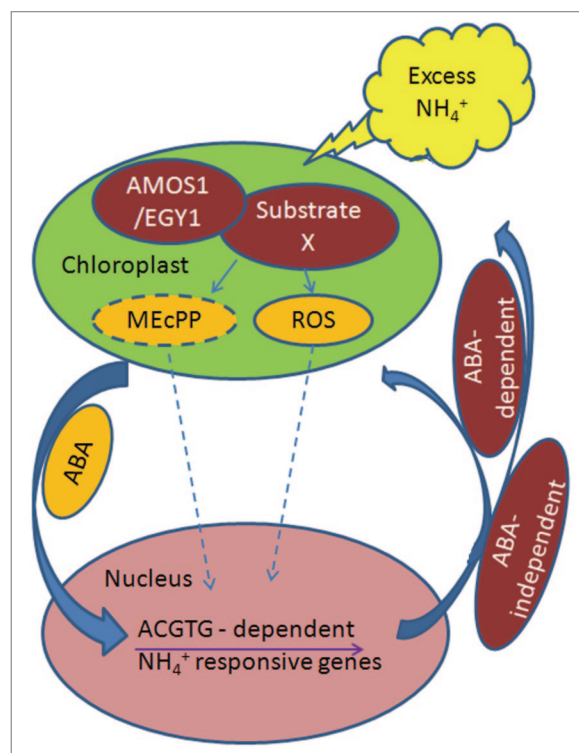 Excess
NH₄⁺
AMOS1
/EGY1
Substrate
X
Chloroplast
MEcPP
ROS
ABA-
dependent
ABA
ABA-
independent
Nucleus
ACGTG - dependent
NH₄⁺ responsive genes